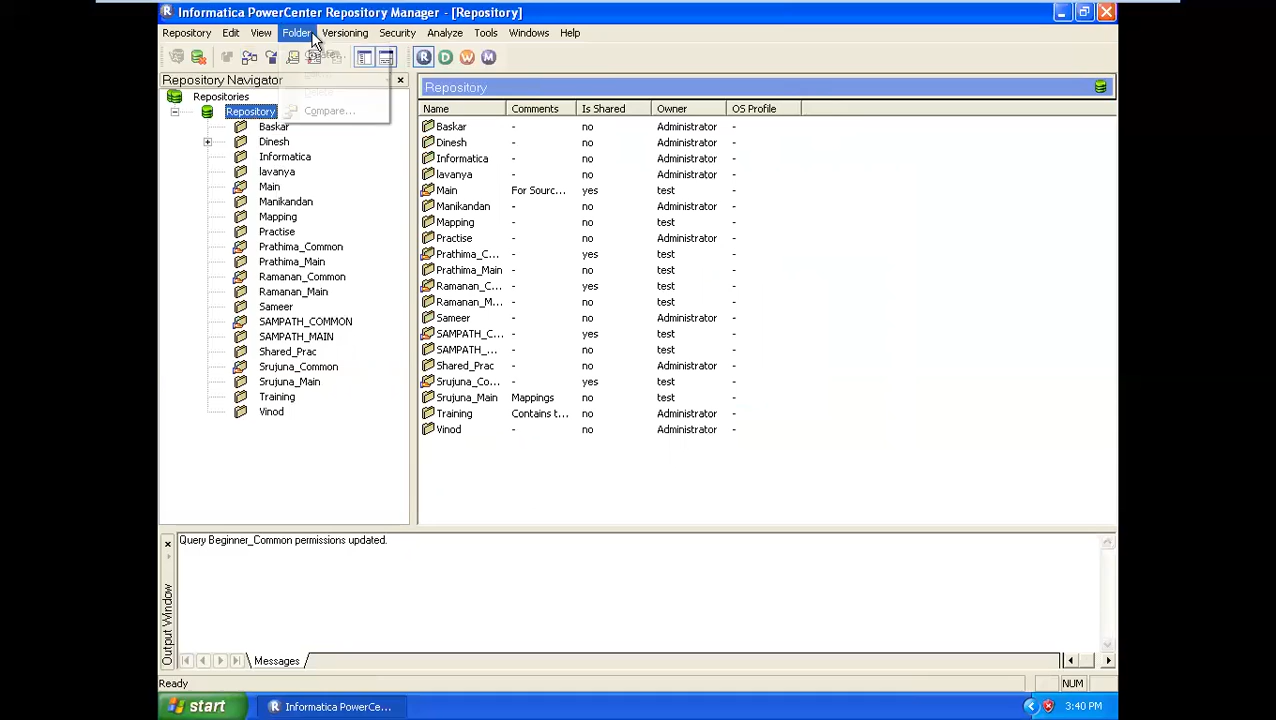 Informatica PowerCenter Repository Manager - [Repository]
Repository Edit View Folder Versioning Security Analyze Tools Windows Help
R D W M
Repository Navigator
Repositories
Repository
Baskar
Dinesh
Informatica
lavanya
Main
Manikandan
Mapping
Practise
Prathima_Common
Prathima_Main
Ramanan_Common
Ramanan_Main
Sameer
SAMPATH_COMMON
SAMPATH_MAIN
Shared_Prac
Srujuna_Common
Srujuna_Main
Training
Vinod
Compare...
Repository
Name Comments Is Shared Owner OS Profile
Baskar - no Administrator -
Dinesh - no Administrator -
Informatica - no Administrator -
lavanya - no Administrator -
Main For Sourc... yes test -
Manikandan - no Administrator -
Mapping - no Administrator -
Practise - no Administrator -
Prathima_C... - yes test -
Prathima_Main - no test -
Ramanan_C... - yes test -
Ramanan_M... - no test -
Sameer - no Administrator -
SAMPATH_C... - yes test -
SAMPATH_... - no test -
Shared_Prac - no Administrator -
Srujuna_Co... - yes test -
Srujuna_Main Mappings no test -
Training Contains t... no Administrator -
Vinod - no Administrator -
Query Beginner_Common permissions updated.
Output Window
Messages
Ready
NUM
start
R Informatica PowerCe...
3:40 PM